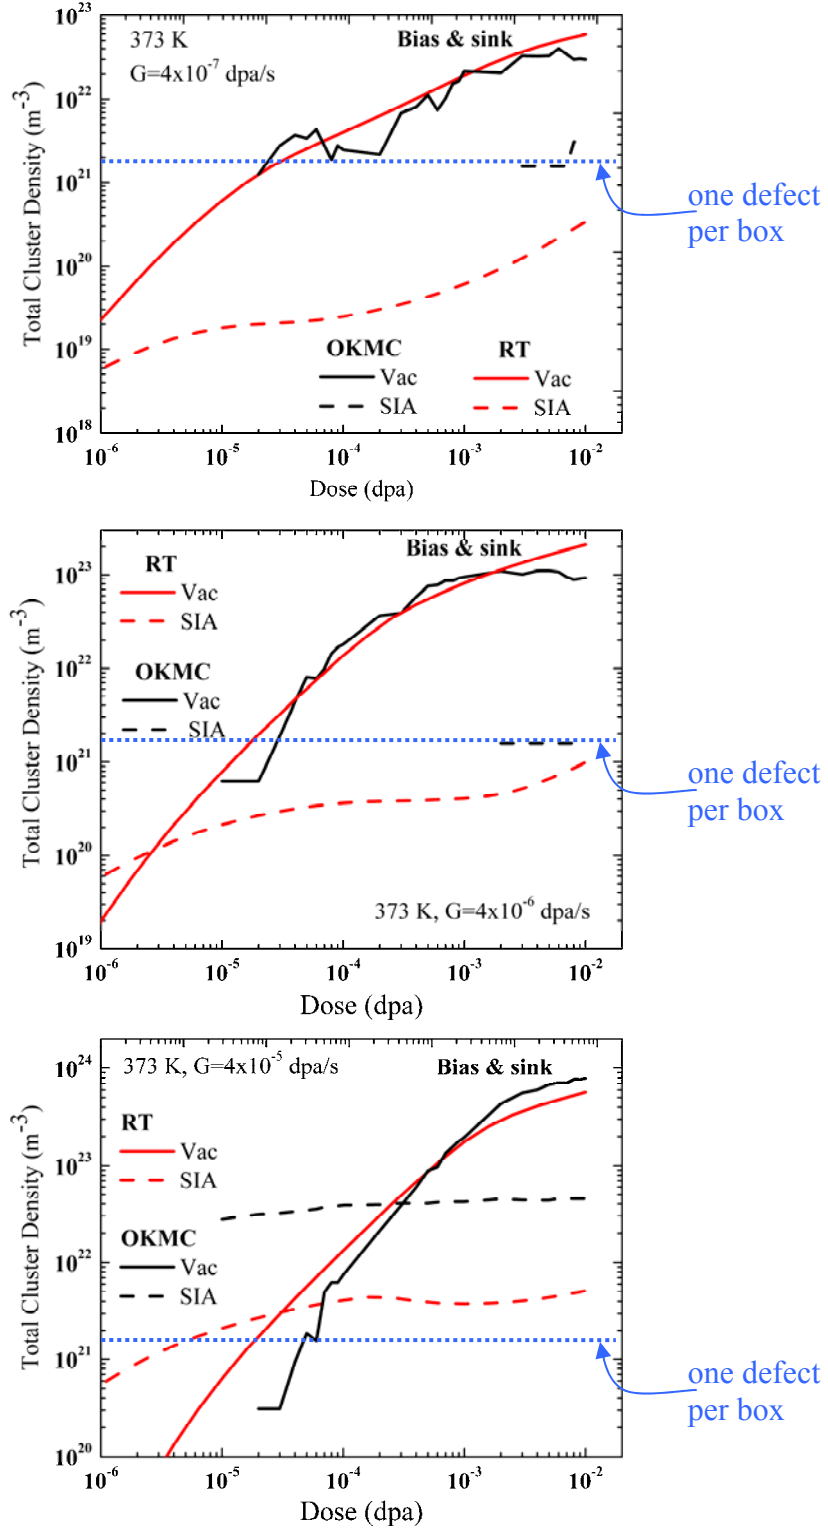 10^23
10^22
10^21
10^20
10^19
10^18
Total Cluster Density (m^-3)
373 K
G=4x10^-7 dpa/s
Bias & sink
one defect
per box
OKMC
Vac
SIA
RT
Vac
SIA
10^-6 10^-5 10^-4 10^-3 10^-2
Dose (dpa)
10^23
10^22
10^21
10^20
10^19
Total Cluster Density (m^-3)
Bias & sink
RT
Vac
SIA
OKMC
Vac
SIA
one defect
per box
373 K, G=4x10^-6 dpa/s
10^-6 10^-5 10^-4 10^-3 10^-2
Dose (dpa)
10^24
10^23
10^22
10^21
10^20
Total Cluster Density (m^-3)
373 K, G=4x10^-5 dpa/s
Bias & sink
RT
Vac
SIA
OKMC
Vac
SIA
one defect
per box
10^-6 10^-5 10^-4 10^-3 10^-2
Dose (dpa)